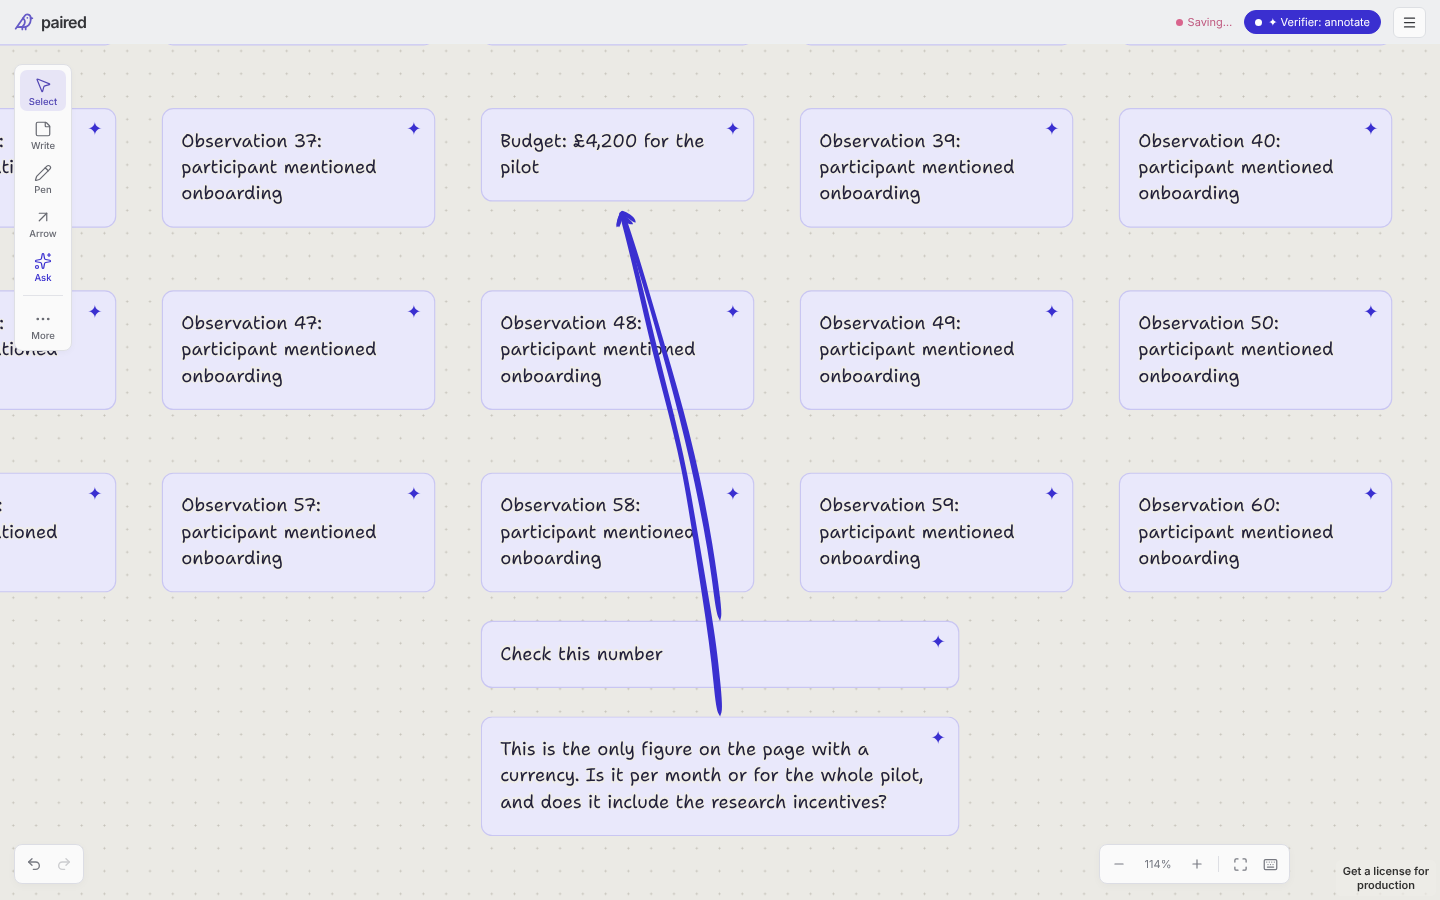 paired
Saving...
✦ Verifier: annotate
Select
Write
Pen
Arrow
Ask
More
Observation 37:
participant mentioned
onboarding
Budget: £4,200 for the
pilot
Observation 39:
participant mentioned
onboarding
Observation 40:
participant mentioned
onboarding
Observation 47:
participant mentioned
onboarding
Observation 48:
participant mentioned
onboarding
Observation 49:
participant mentioned
onboarding
Observation 50:
participant mentioned
onboarding
Observation 57:
participant mentioned
onboarding
Observation 58:
participant mentioned
onboarding
Observation 59:
participant mentioned
onboarding
Observation 60:
participant mentioned
onboarding
Check this number
This is the only figure on the page with a
currency. Is it per month or for the whole pilot,
and does it include the research incentives?
114%
Get a license for
production